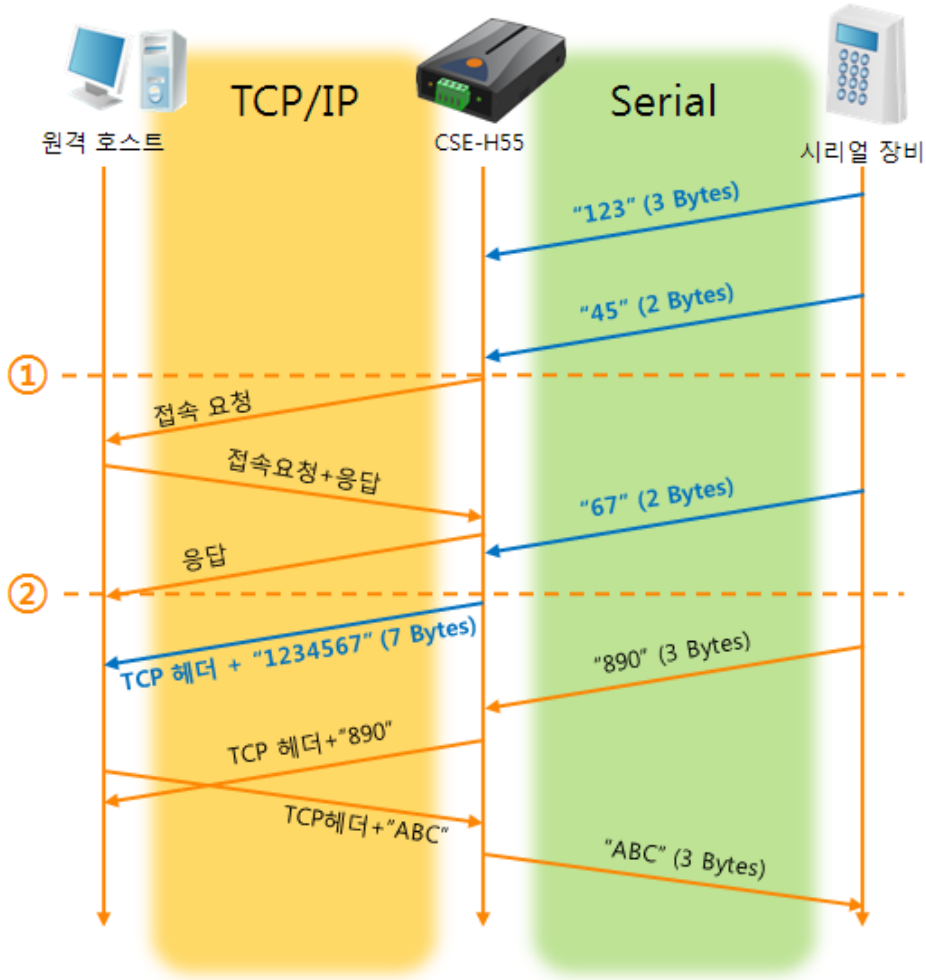 TCP/IP
Serial
원격 호스트
CSE-H55
시리얼 장비
“123” (3 Bytes)
“45” (2 Bytes)
①
접속 요청
접속요청+응답
“67” (2 Bytes)
응답
②
TCP 헤더 + “1234567” (7 Bytes)
“890” (3 Bytes)
TCP 헤더+”890”
TCP헤더+”ABC”
“ABC” (3 Bytes)